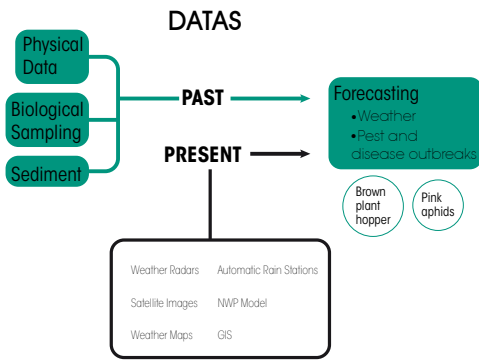 DATAS
Physical
Data
Biological
Sampling
Sediment
PAST
PRESENT
Forecasting
•Weather
•Pest and
disease outbreaks
Brown
plant
hopper
Pink
aphids
Weather Radars
Automatic Rain Stations
Satellite Images
NWP Model
Weather Maps
GIS